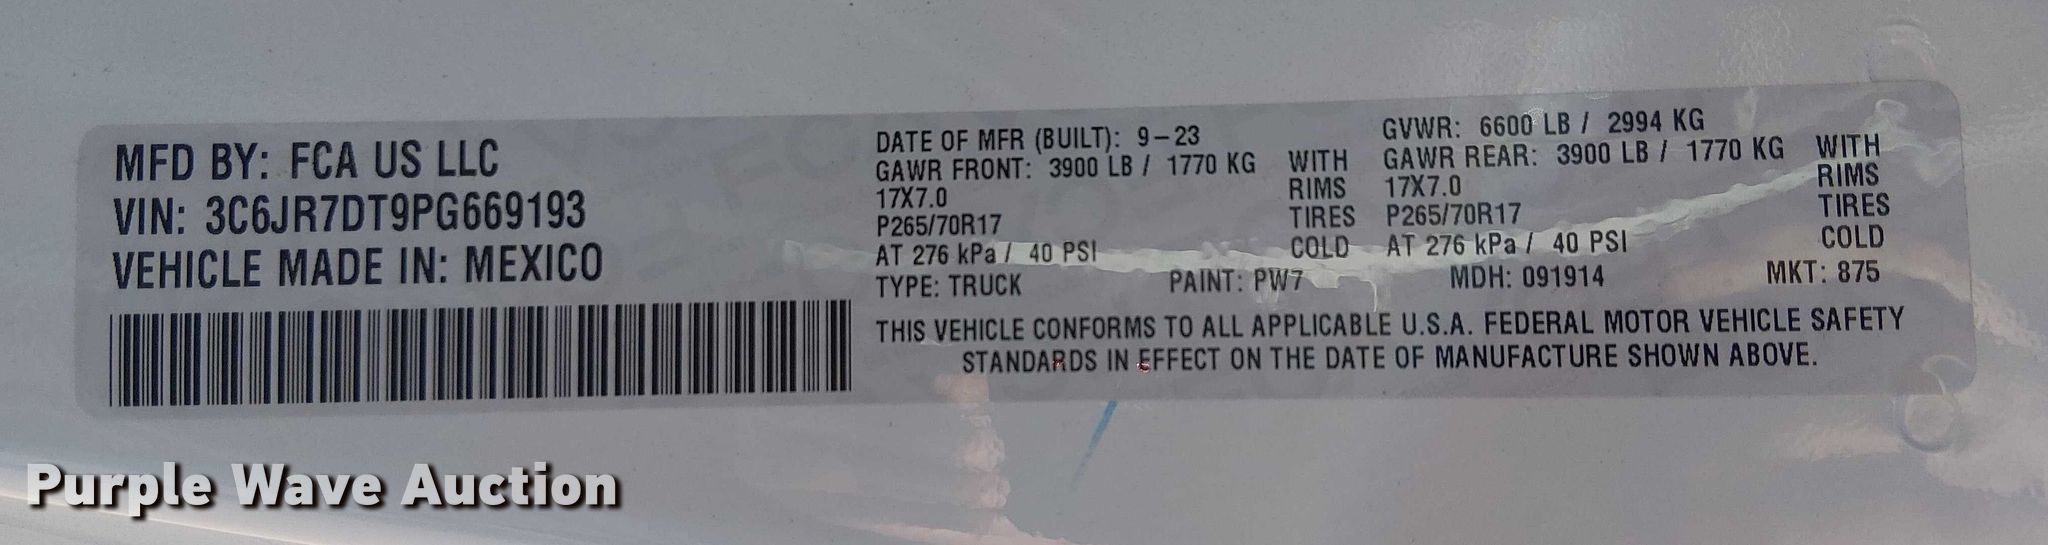 MFD BY: FCA US LLC
VIN: 3C6JR7DT9PG669193
VEHICLE MADE IN: MEXICO
DATE OF MFR (BUILT): 9-23
GAWR FRONT: 3900 LB / 1770 KG WITH
17X7.0 RIMS
P265/70R17 TIRES
AT 276 kPa / 40 PSI COLD
GVWR: 6600 LB / 2994 KG
GAWR REAR: 3900 LB / 1770 KG WITH
17X7.0 RIMS
P265/70R17 TIRES
AT 276 kPa / 40 PSI COLD
TYPE: TRUCK PAINT: PW7 MDH: 091914 MKT: 875
THIS VEHICLE CONFORMS TO ALL APPLICABLE U.S.A. FEDERAL MOTOR VEHICLE SAFETY
STANDARDS IN EFFECT ON THE DATE OF MANUFACTURE SHOWN ABOVE.
Purple Wave Auction